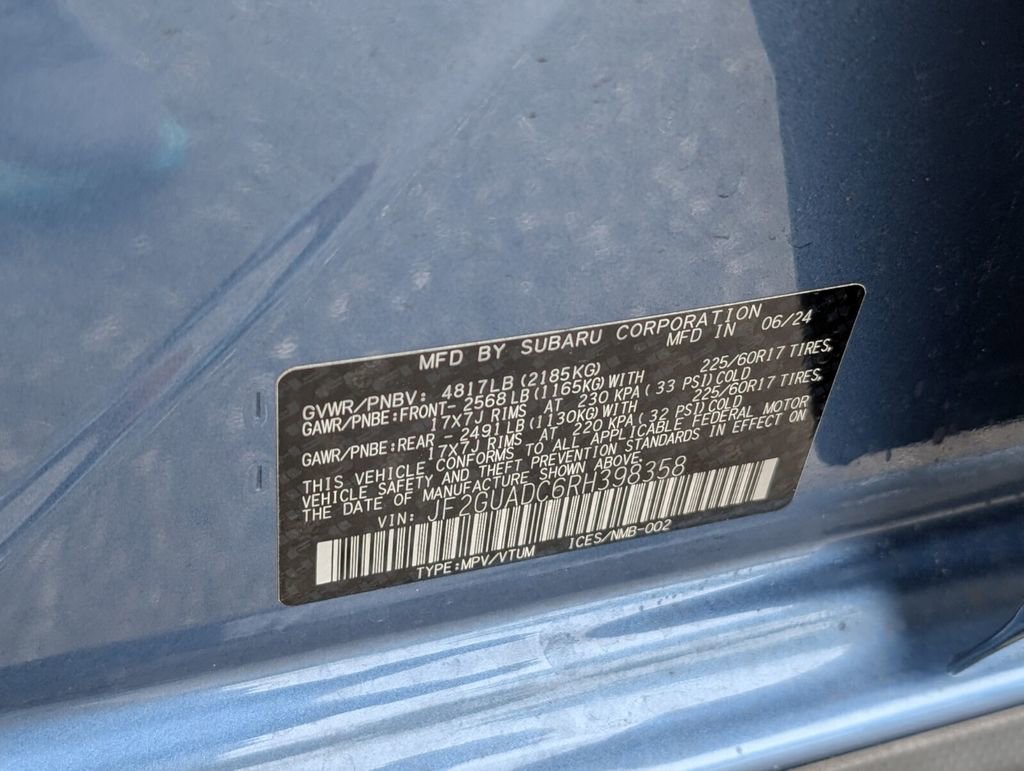 MFD BY SUBARU CORPORATION
MFD IN 06/24
GVWR/PNBV: 4817LB (2185KG)
GAWR/PNBE:FRONT-2568LB(1165KG)WITH 225/60R17 TIRES,
17X7J RIMS AT 230 KPA( 33 PSI)COLD
GAWR/PNBE:REAR -2491LB(1130KG)WITH 225/60R17 TIRES,
17X7J RIMS AT 220 KPA( 32 PSI)COLD
THIS VEHICLE CONFORMS TO ALL APPLICABLE FEDERAL MOTOR
VEHICLE SAFETY AND THEFT PREVENTION STANDARDS IN EFFECT ON
THE DATE OF MANUFACTURE SHOWN ABOVE.
VIN: JF2GUADC6RH398358
TYPE:MPV/VTUM ICES/NMB-002